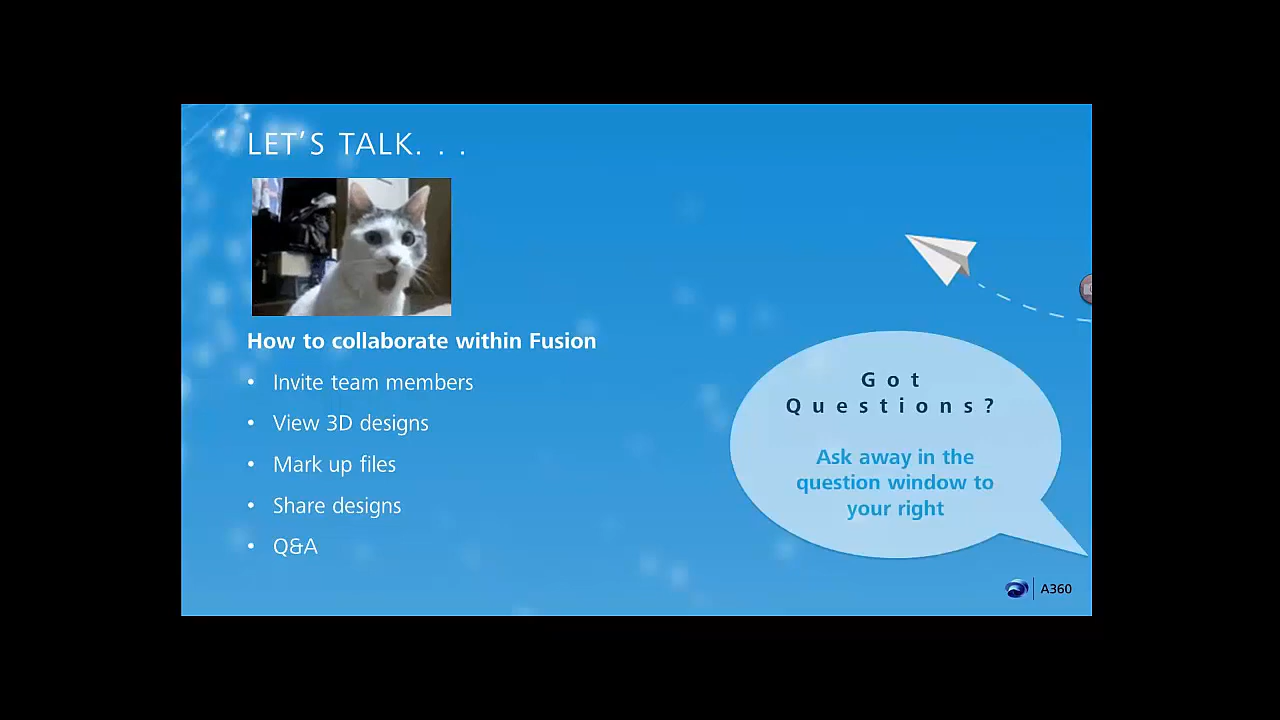 LET'S TALK. . .
How to collaborate within Fusion
• Invite team members
• View 3D designs
• Mark up files
• Share designs
• Q&A
Got
Questions?
Ask away in the
question window to
your right
A360